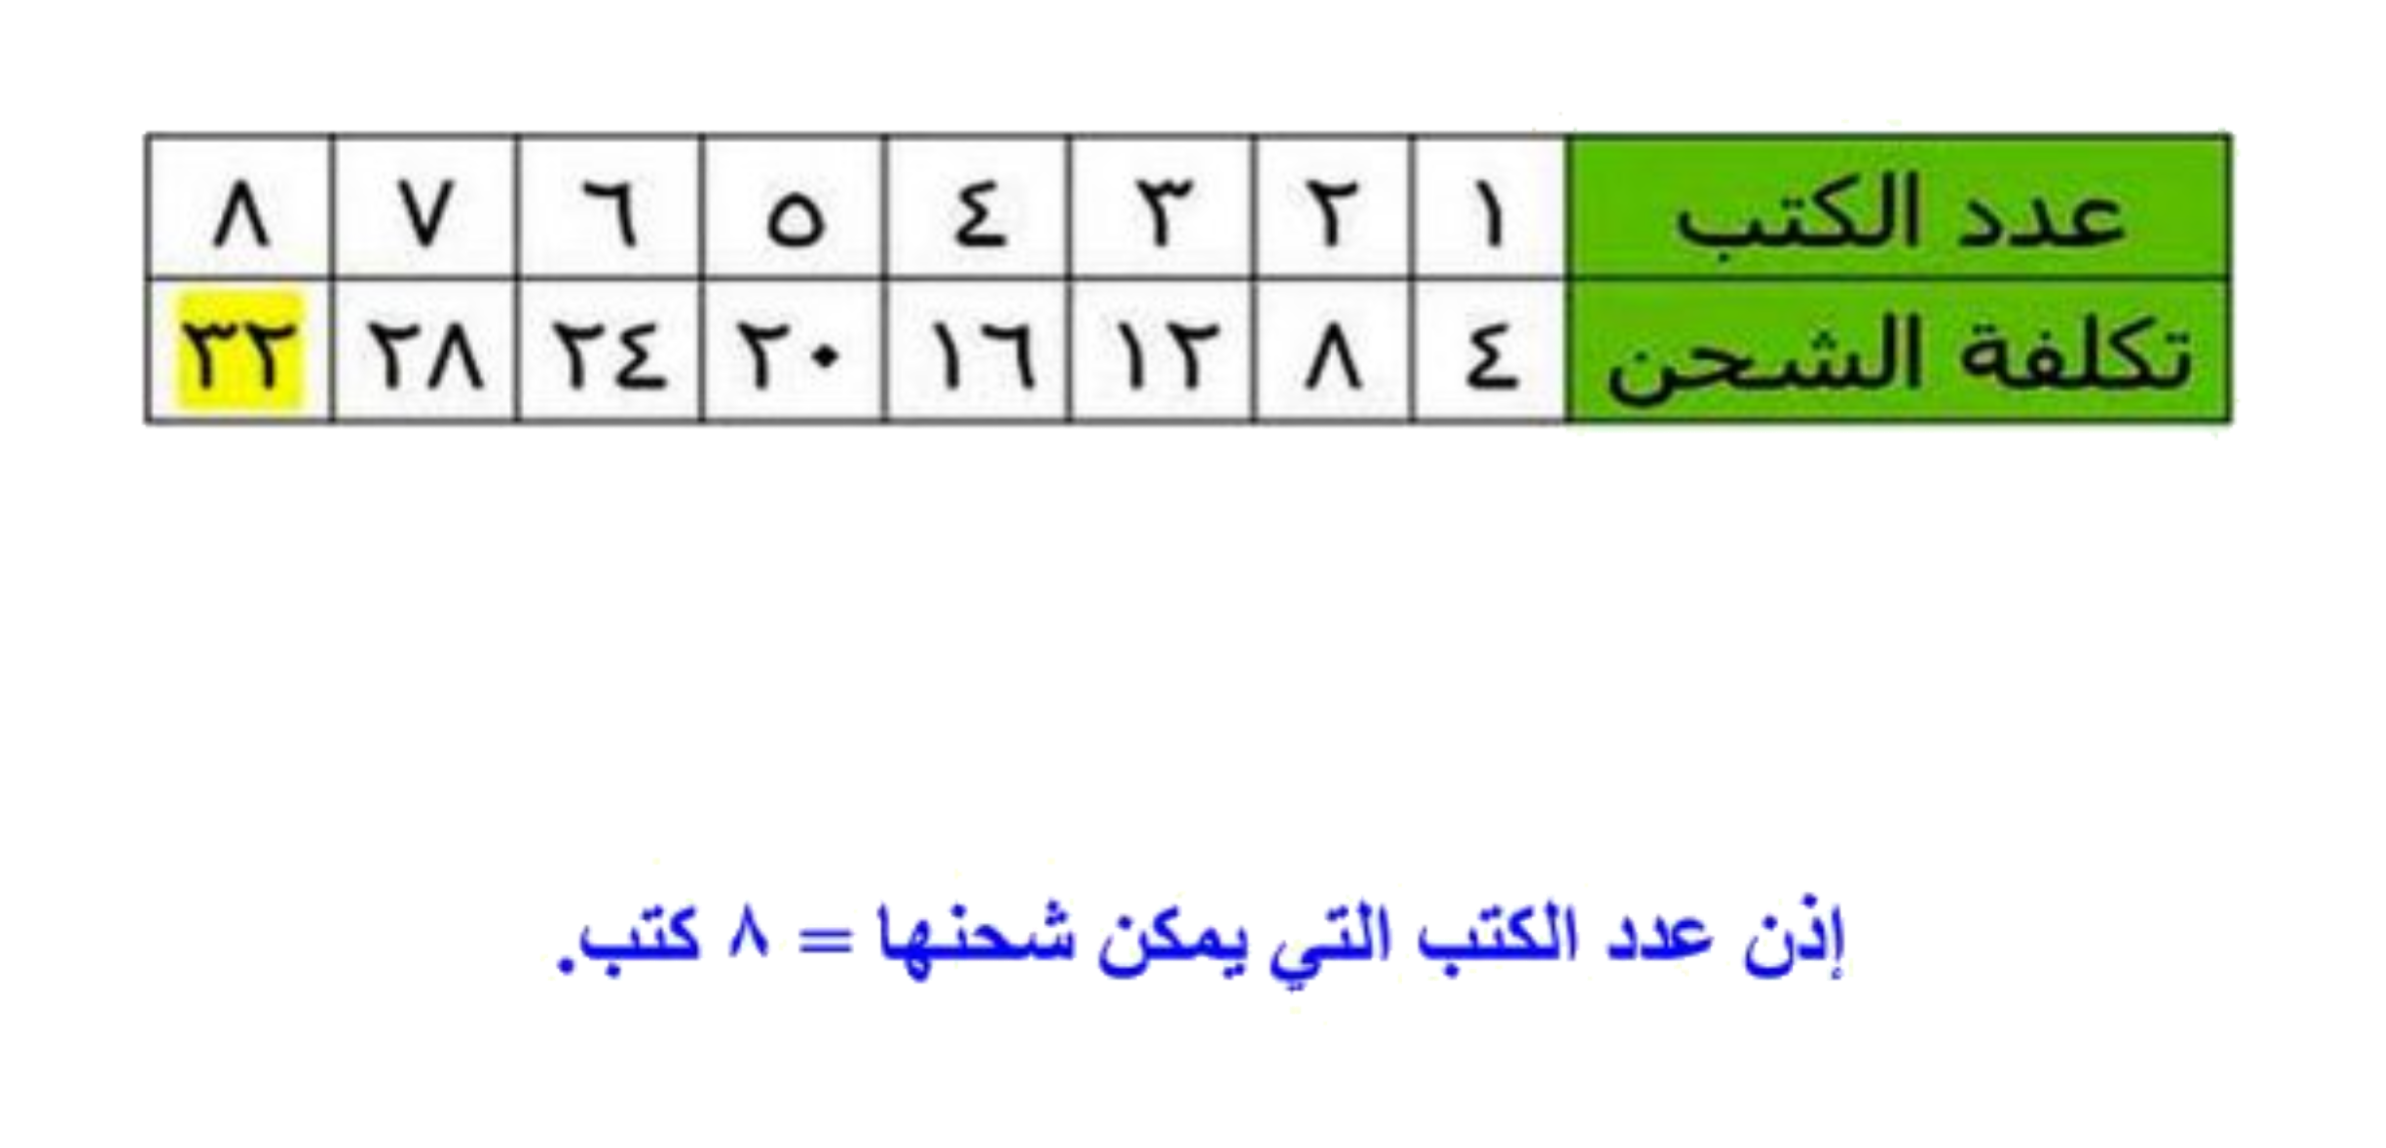 عدد الكتب ١ ٢ ٣ ٤ ٥ ٦ ٧ ٨
تكلفة الشحن ٤ ٨ ١٢ ١٦ ٢٠ ٢٤ ٢٨ ٣٢
إذن عدد الكتب التي يمكن شحنها = ٨ كتب.